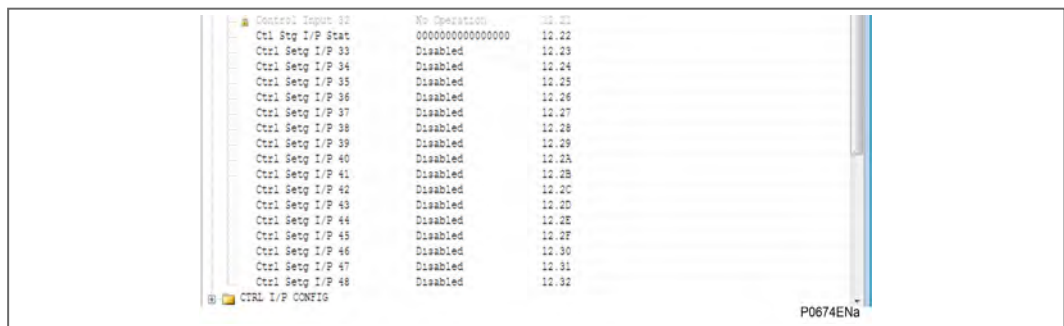 Control Input 32 No Operation 12.21
Ctl Stg I/P Stat 0000000000000000 12.22
Ctrl Setg I/P 33 Disabled 12.23
Ctrl Setg I/P 34 Disabled 12.24
Ctrl Setg I/P 35 Disabled 12.25
Ctrl Setg I/P 36 Disabled 12.26
Ctrl Setg I/P 37 Disabled 12.27
Ctrl Setg I/P 38 Disabled 12.28
Ctrl Setg I/P 39 Disabled 12.29
Ctrl Setg I/P 40 Disabled 12.2A
Ctrl Setg I/P 41 Disabled 12.2B
Ctrl Setg I/P 42 Disabled 12.2C
Ctrl Setg I/P 43 Disabled 12.2D
Ctrl Setg I/P 44 Disabled 12.2E
Ctrl Setg I/P 45 Disabled 12.2F
Ctrl Setg I/P 46 Disabled 12.30
Ctrl Setg I/P 47 Disabled 12.31
Ctrl Setg I/P 48 Disabled 12.32
CTRL I/P CONFIG
P0674ENa